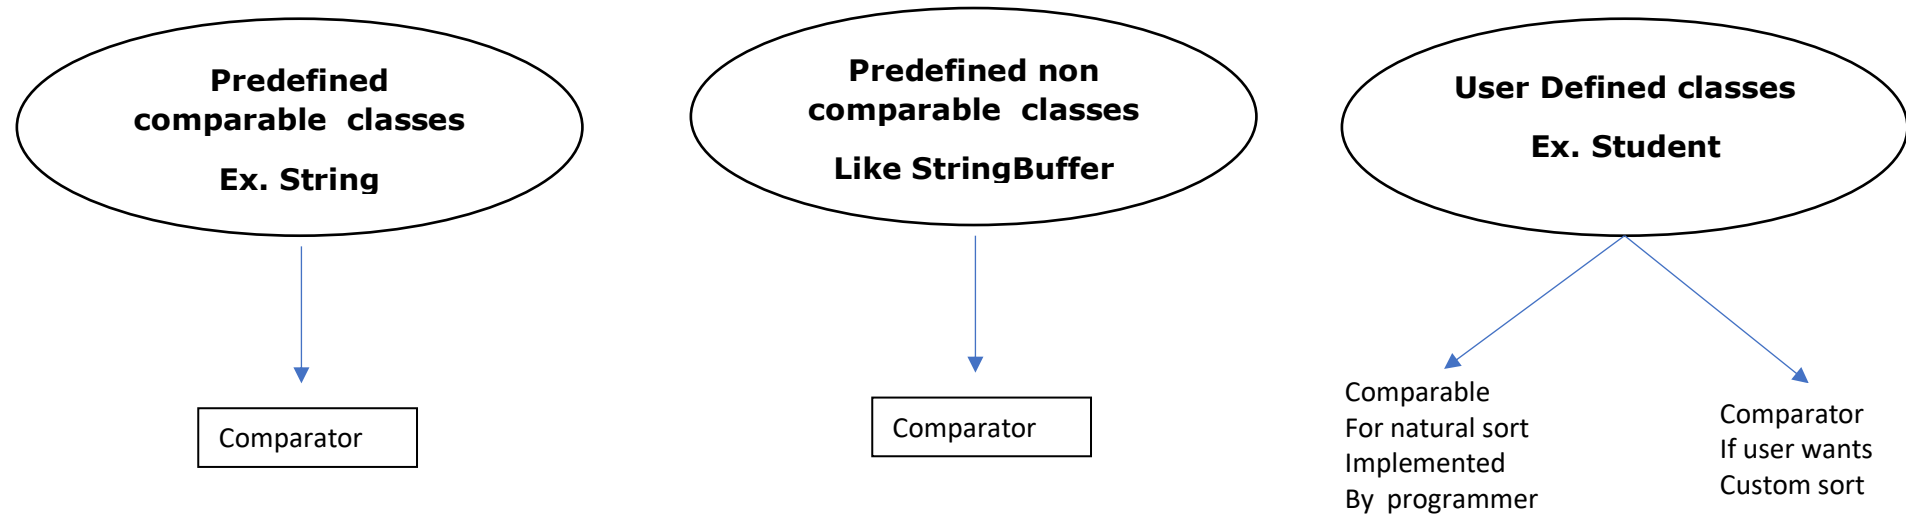 Predefined
comparable classes
Ex. String
Comparator
Predefined non
comparable classes
Like StringBuffer
Comparator
User Defined classes
Ex. Student
Comparable
For natural sort
Implemented
By programmer
Comparator
If user wants
Custom sort